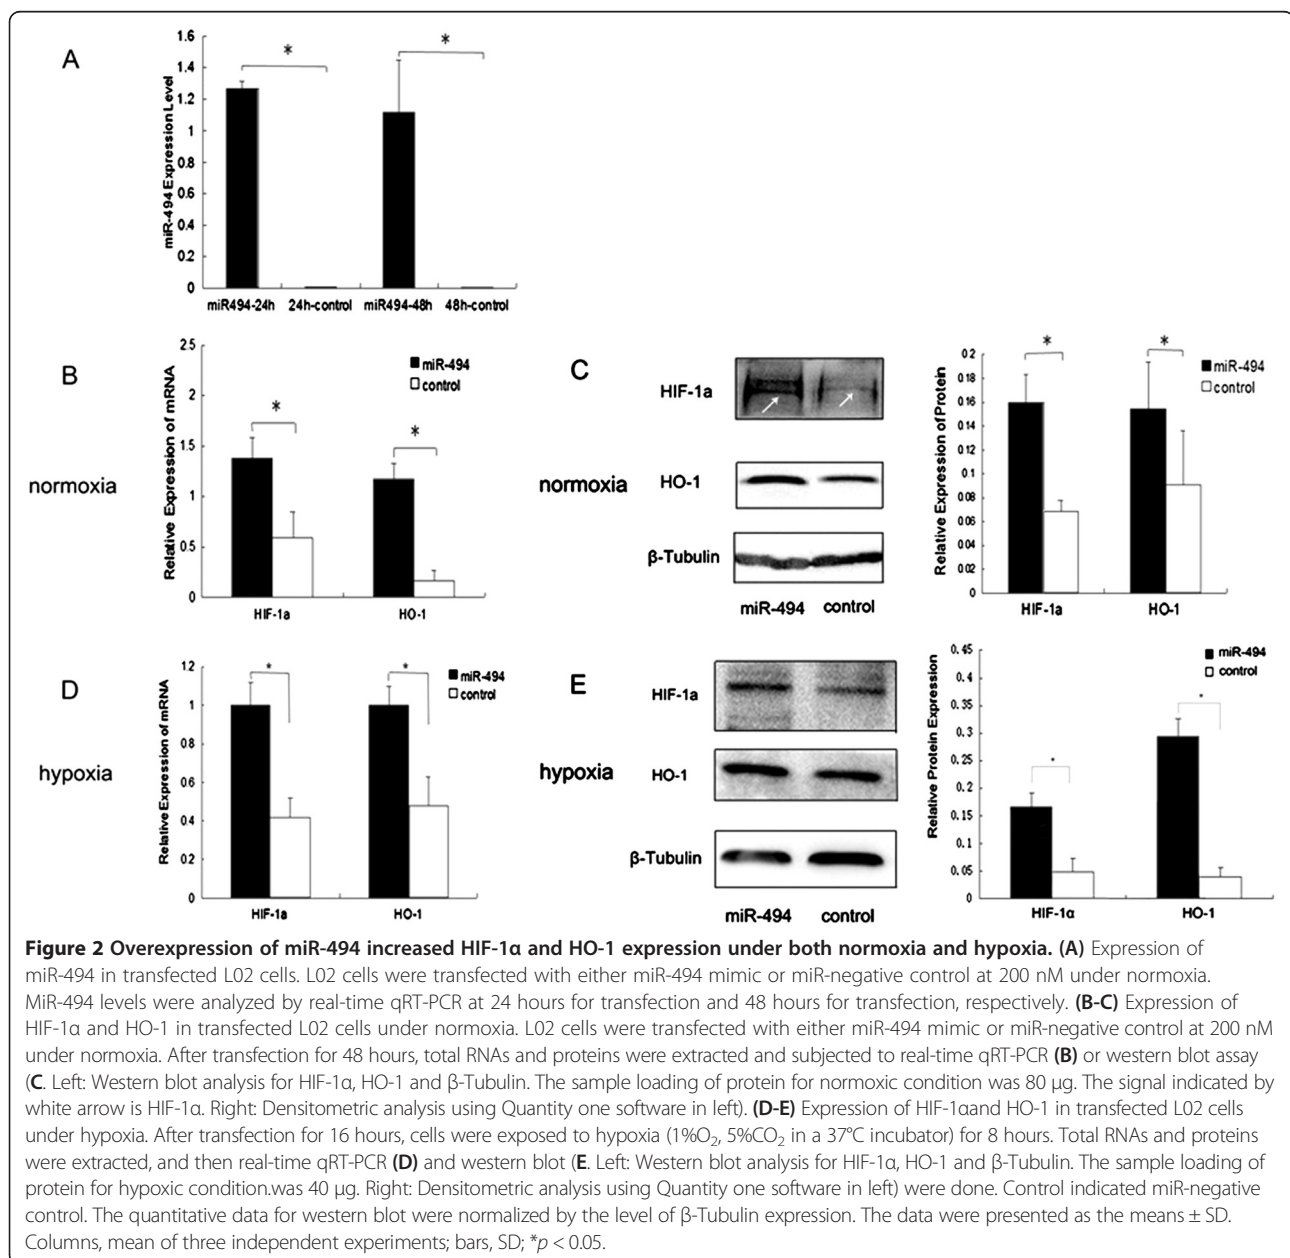 A
*
*
miR-494 Expression Level
1.6
1.4
1.2
1
0.8
0.6
0.4
0.2
0
miR494-24h 24h-control miR494-48h 48h-control
B
normoxia
Relative Expression of mRNA
2.5
2
1.5
1
0.5
0
miR-494
control
*
*
HIF-1a HO-1
C
normoxia
HIF-1a
HO-1
β-Tubulin
miR-494 control
Relative Expression of Protein
0.2
0.18
0.16
0.14
0.12
0.1
0.08
0.06
0.04
0.02
0
*
*
miR-494
control
HIF-1a HO-1
D
hypoxia
Relative Expression of mRNA
1.2
1
0.8
0.6
0.4
0.2
0
*
*
miR-494
control
HIF-1a HO-1
E
hypoxia
HIF-1a
HO-1
β-Tubulin
miR-494 control
Relative Protein Expression
0.45
0.4
0.35
0.3
0.25
0.2
0.15
0.1
0.05
0
miR-494
control
*
*
HIF-1α HO-1
Figure 2 Overexpression of miR-494 increased HIF-1α and HO-1 expression under both normoxia and hypoxia. (A) Expression of
miR-494 in transfected L02 cells. L02 cells were transfected with either miR-494 mimic or miR-negative control at 200 nM under normoxia.
MiR-494 levels were analyzed by real-time qRT-PCR at 24 hours for transfection and 48 hours for transfection, respectively. (B-C) Expression of
HIF-1α and HO-1 in transfected L02 cells under normoxia. L02 cells were transfected with either miR-494 mimic or miR-negative control at 200 nM
under normoxia. After transfection for 48 hours, total RNAs and proteins were extracted and subjected to real-time qRT-PCR (B) or western blot assay
(C. Left: Western blot analysis for HIF-1α, HO-1 and β-Tubulin. The sample loading of protein for normoxic condition was 80 μg. The signal indicated by
white arrow is HIF-1α. Right: Densitometric analysis using Quantity one software in left). (D-E) Expression of HIF-1αand HO-1 in transfected L02 cells
under hypoxia. After transfection for 16 hours, cells were exposed to hypoxia (1%O₂, 5%CO₂ in a 37°C incubator) for 8 hours. Total RNAs and proteins
were extracted, and then real-time qRT-PCR (D) and western blot (E. Left: Western blot analysis for HIF-1α, HO-1 and β-Tubulin. The sample loading of
protein for hypoxic condition.was 40 μg. Right: Densitometric analysis using Quantity one software in left) were done. Control indicated miR-negative
control. The quantitative data for western blot were normalized by the level of β-Tubulin expression. The data were presented as the means ± SD.
Columns, mean of three independent experiments; bars, SD; *p < 0.05.